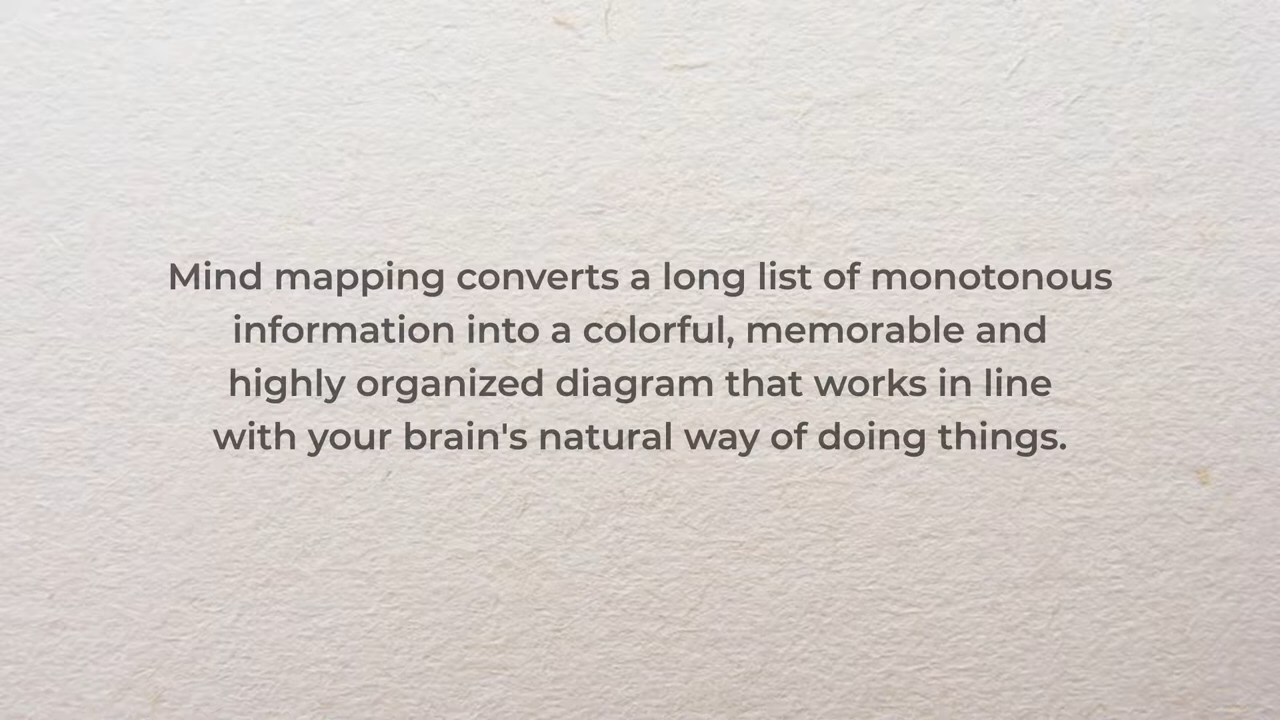 Mind mapping converts a long list of monotonous
information into a colorful, memorable and
highly organized diagram that works in line
with your brain's natural way of doing things.